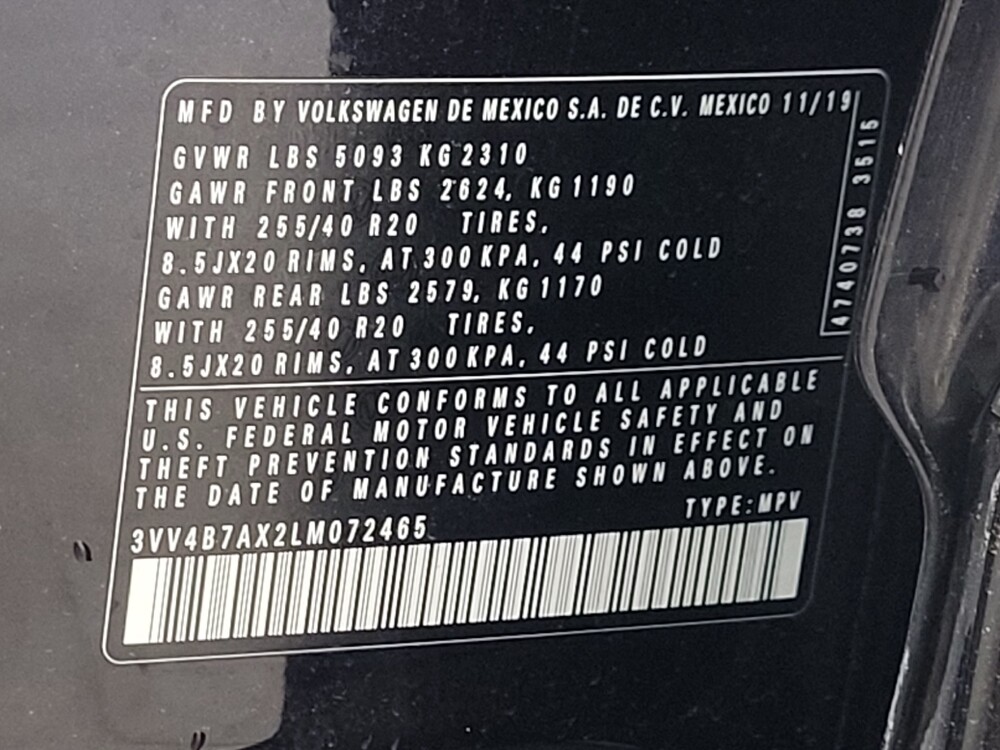 MFD BY VOLKSWAGEN DE MEXICO S.A. DE C.V. MEXICO 11/19
GVWR LBS 5093 KG 2310
GAWR FRONT LBS 2624, KG 1190
WITH 255/40 R20 TIRES,
8.5JX20 RIMS, AT 300 KPA, 44 PSI COLD
GAWR REAR LBS 2579, KG 1170
WITH 255/40 R20 TIRES,
8.5JX20 RIMS, AT 300 KPA, 44 PSI COLD
4740738 3515
THIS VEHICLE CONFORMS TO ALL APPLICABLE
U.S. FEDERAL MOTOR VEHICLE SAFETY AND
THEFT PREVENTION STANDARDS IN EFFECT ON
THE DATE OF MANUFACTURE SHOWN ABOVE.
TYPE: MPV
3VV4B7AX2LM072465